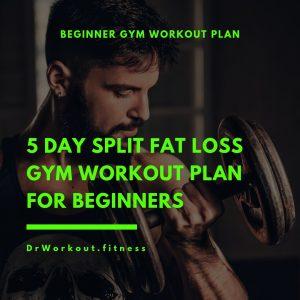 BEGINNER GYM WORKOUT PLAN
5 DAY SPLIT FAT LOSS
GYM WORKOUT PLAN
FOR BEGINNERS
DrWorkout.fitness